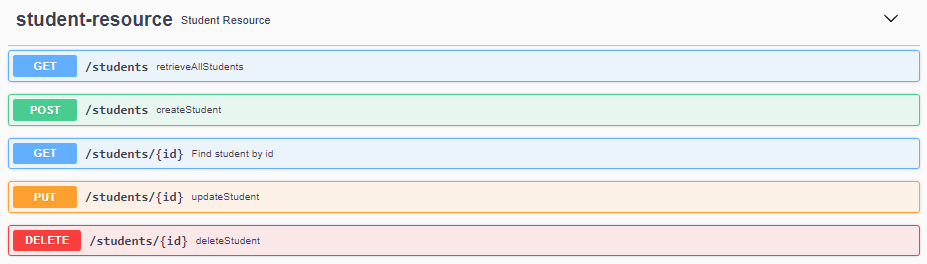 student-resource Student Resource
GET /students retrieveAllStudents
POST /students createStudent
GET /students/{id} Find student by id
PUT /students/{id} updateStudent
DELETE /students/{id} deleteStudent